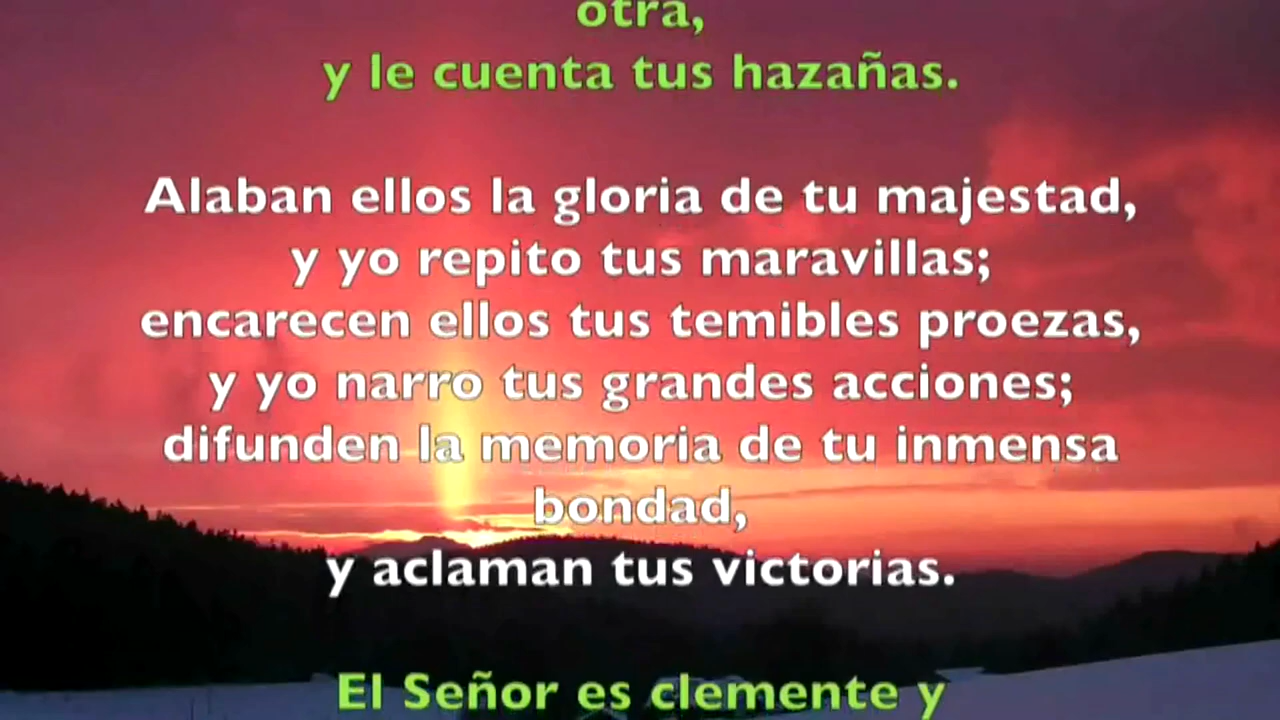 otra,
y le cuenta tus hazañas.
Alaban ellos la gloria de tu majestad,
y yo repito tus maravillas;
encarecen ellos tus temibles proezas,
y yo narro tus grandes acciones;
difunden la memoria de tu inmensa
bondad,
y aclaman tus victorias.
El Señor es clemente y